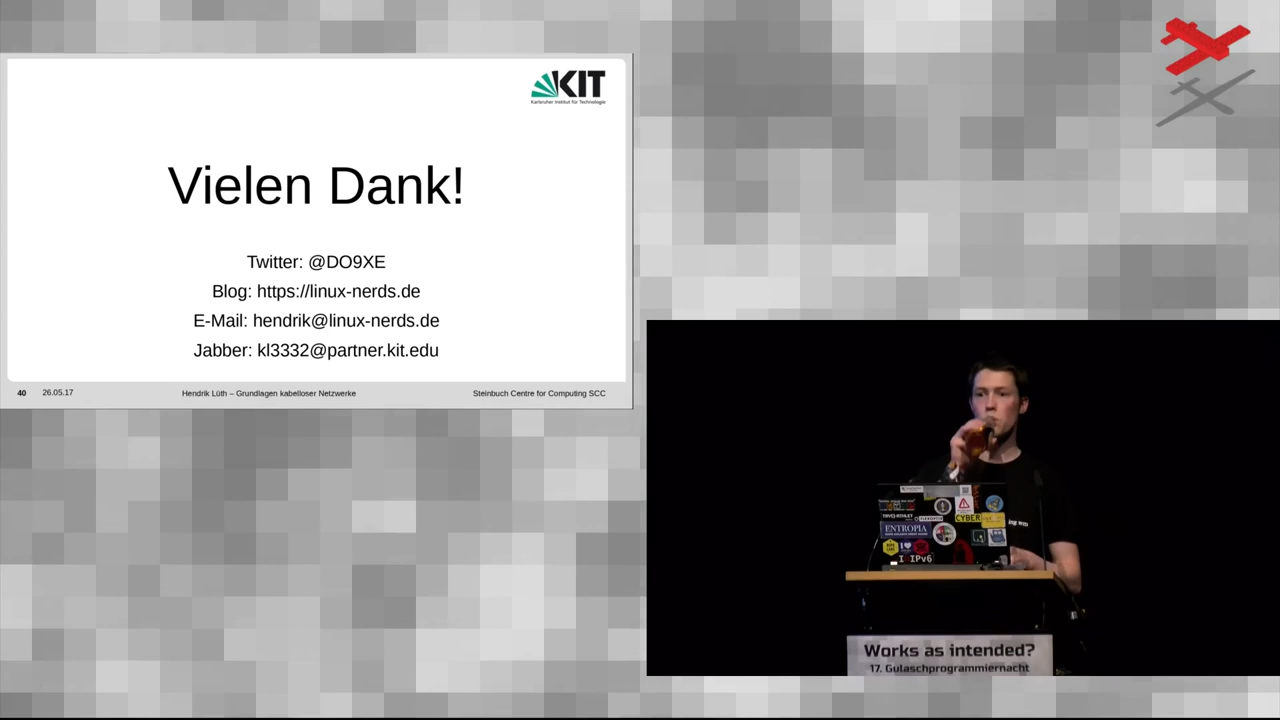 KIT
Karlsruher Institut für Technologie
Vielen Dank!
Twitter: @DO9XE
Blog: https://linux-nerds.de
E-Mail: hendrik@linux-nerds.de
Jabber: kl3332@partner.kit.edu
40 26.05.17 Hendrik Lüth – Grundlagen kabelloser Netzwerke Steinbuch Centre for Computing SCC
CYBER
ENTROPIA
IPv6
Works as intended?
17. Gulaschprogrammiernacht